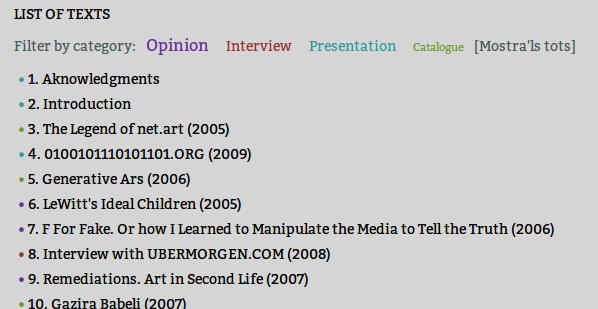 LIST OF TEXTS
Filter by category: Opinion Interview Presentation Catalogue [Mostra'ls tots]
• 1. Aknowledgments
• 2. Introduction
• 3. The Legend of net.art (2005)
• 4. 0100101110101101.ORG (2009)
• 5. Generative Ars (2006)
• 6. LeWitt's Ideal Children (2005)
• 7. F For Fake. Or how I Learned to Manipulate the Media to Tell the Truth (2006)
• 8. Interview with UBERMORGEN.COM (2008)
• 9. Remediations. Art in Second Life (2007)
• 10. Gazira Babeli (2007)